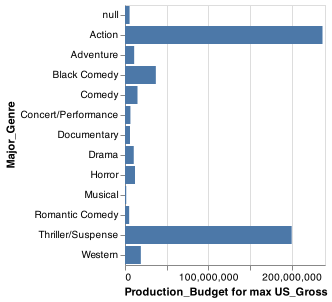 null
Action
Adventure
Black Comedy
Comedy
Concert/Performance
Documentary
Drama
Horror
Musical
Romantic Comedy
Thriller/Suspense
Western
Major_Genre
0 100,000,000 200,000,000
Production_Budget for max US_Gross